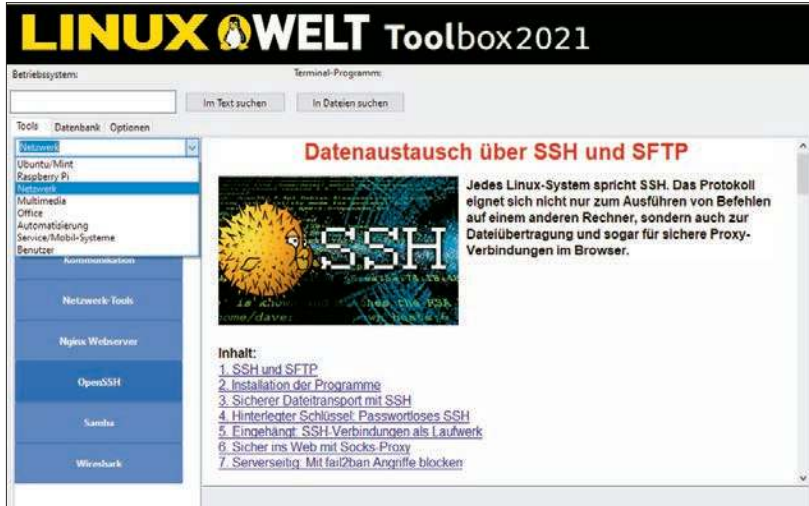 LINUX WELT Toolbox2021
Betriebssystem:
Terminal-Programm:
Im Text suchen
In Dateien suchen
Tools
Datenbank
Optionen
Netzwerk
Ubuntu/Mint
Raspberry Pi
Netzwerk
Multimedia
Office
Automatisierung
Service/Mobil-Systeme
Benutzer
Kommunikation
Netzwerk-Tools
Nginx Webserver
OpenSSH
Samba
Wireshark
Datenaustausch über SSH und SFTP
SSH
Jedes Linux-System spricht SSH. Das Protokoll
eignet sich nicht nur zum Ausführen von Befehlen
auf einem anderen Rechner, sondern auch zur
Dateiübertragung und sogar für sichere Proxy-
Verbindungen im Browser.
Inhalt:
1. SSH und SFTP
2. Installation der Programme
3. Sicherer Dateitransport mit SSH
4. Hinterlegter Schlüssel: Passwortloses SSH
5. Eingehängt: SSH-Verbindungen als Laufwerk
6. Sicher ins Web mit Socks-Proxy
7. Serverseitig: Mit fail2ban Angriffe blocken